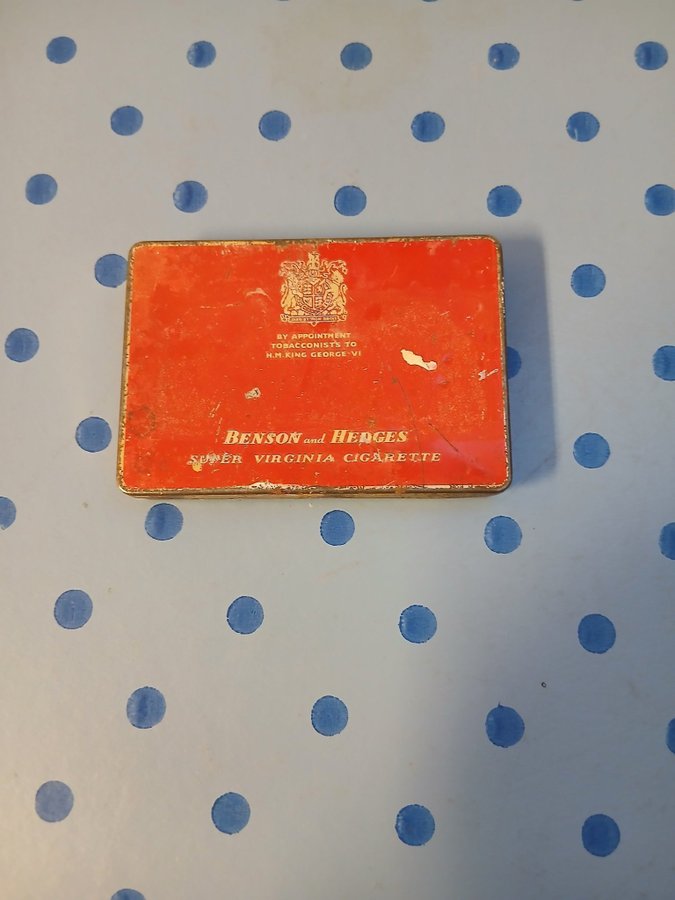 BY APPOINTMENT
TOBACCONISTS TO
H.M. KING GEORGE VI
BENSON and HEDGES
SUPER VIRGINIA CIGARETTE